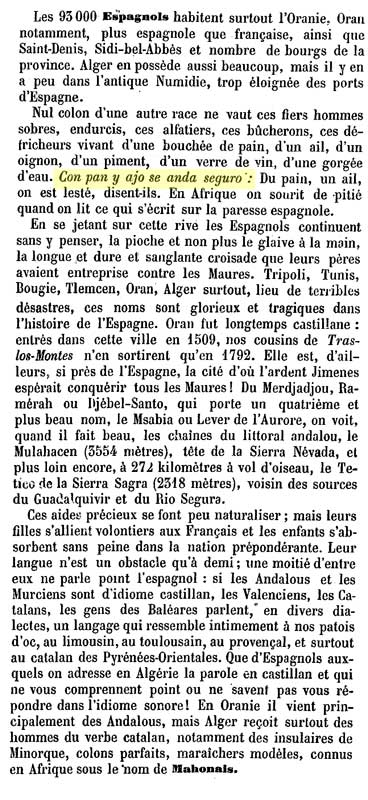 Les 93 000 Espagnols habitent surtout l'Oranie, Oran
notamment, plus espagnole que française, ainsi que
Saint-Denis, Sidi-bel-Abbès et nombre de bourgs de la
province. Alger en possède aussi beaucoup, mais il y en
a peu dans l'antique Numidie, trop éloignée des ports
d'Espagne.
Nul colon d'une autre race ne vaut ces fiers hommes
sobres, endurcis, ces alfatiers, ces bûcherons, ces dé-
fricheurs vivant d'une bouchée de pain, d'un ail, d'un
oignon, d'un piment, d'un verre de vin, d'une gorgée
d'eau. Con pan y ajo se anda seguro : Du pain, un ail,
on est lesté, disent-ils. En Afrique on sourit de pitié
quand on lit ce qui s'écrit sur la paresse espagnole.
En se jetant sur cette rive les Espagnols continuent
sans y penser, la pioche et non plus le glaive à la main,
la longue et dure et sanglante croisade que leurs pères
avaient entreprise contre les Maures. Tripoli, Tunis,
Bougie, Tlemcen, Oran, Alger surtout, lieu de terribles
désastres, ces noms sont glorieux et tragiques dans
l'histoire de l'Espagne. Oran fut longtemps castillane :
entrés dans cette ville en 1509, nos cousins de Tras-
los-Montes n'en sortirent qu'en 1792. Elle est, d'ail-
leurs, si près de l'Espagne, la cité d'où l'ardent Jimenes
espérait conquérir tous les Maures ! Du Merdjadjou, Ra-
mérah ou Djébel-Santo, qui porte un quatrième et
plus beau nom, le Msabia ou Lever de l'Aurore, on voit,
quand il fait beau, les chaînes du littoral andalou, le
Mulahacen (3554 mètres), tête de la Sierra Névada, et
plus loin encore, à 272 kilomètres à vol d'oiseau, le Te-
tico de la Sierra Sagra (2318 mètres), voisin des sources
du Guadalquivir et du Rio Segura.
Ces aides précieux se font peu naturaliser ; mais leurs
filles s'allient volontiers aux Français et les enfants s'ab-
sorbent sans peine dans la nation prépondérante. Leur
langue n'est un obstacle qu'à demi ; une moitié d'entre
eux ne parle point l'espagnol : si les Andalous et les
Murciens sont d'idiome castillan, les Valenciens, les Ca-
talans, les gens des Baléares parlent, en divers dia-
lectes, un langage qui ressemble intimement à nos patois
d'oc, au limousin, au toulousain, au provençal, et surtout
au catalan des Pyrénées-Orientales. Que d'Espagnols aux-
quels on adresse en Algérie la parole en castillan et qui
ne vous comprennent point ou ne savent pas vous ré-
pondre dans l'idiome sonore ! En Oranie il vient prin-
cipalement des Andalous, mais Alger reçoit surtout des
hommes du verbe catalan, notamment des insulaires de
Minorque, colons parfaits, maraîchers modèles, connus
en Afrique sous le nom de Mahonais.